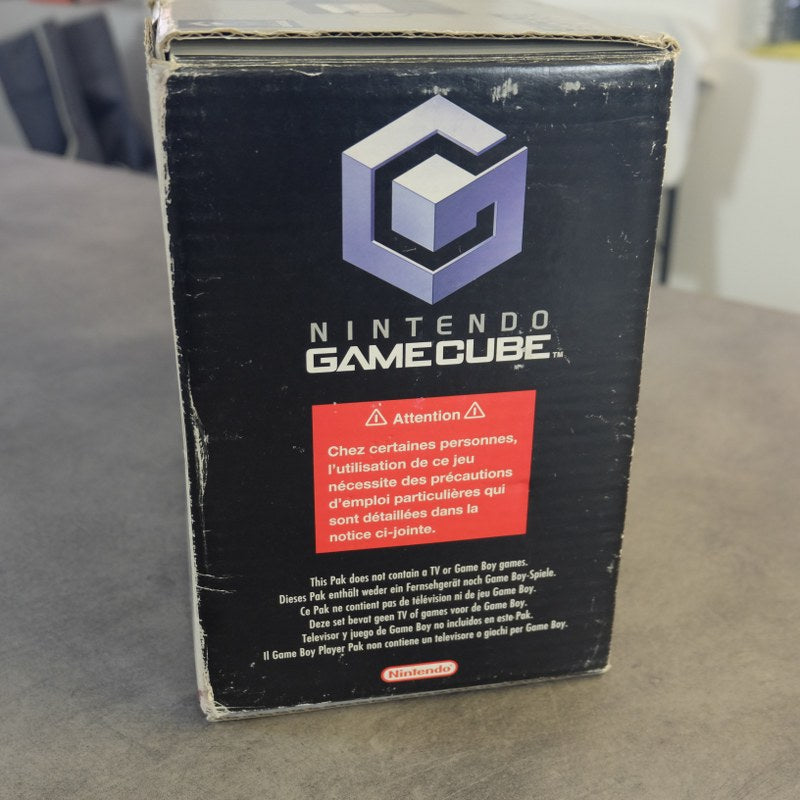 NINTENDO
GAMECUBE™
Attention
Chez certaines personnes,
l'utilisation de ce jeu
nécessite des précautions
d'emploi particulières qui
sont détaillées dans la
notice ci-jointe.
This Pak does not contain a TV or Game Boy games.
Dieses Pak enthält weder ein Fernsehgerät noch Game Boy-Spiele.
Ce Pak ne contient pas de télévision ni de jeu Game Boy.
Deze set bevat geen TV of games voor de Game Boy.
Televisor y juego de Game Boy no incluidos en este Pak.
Il Game Boy Player Pak non contiene un televisore o giochi per Game Boy.
Nintendo